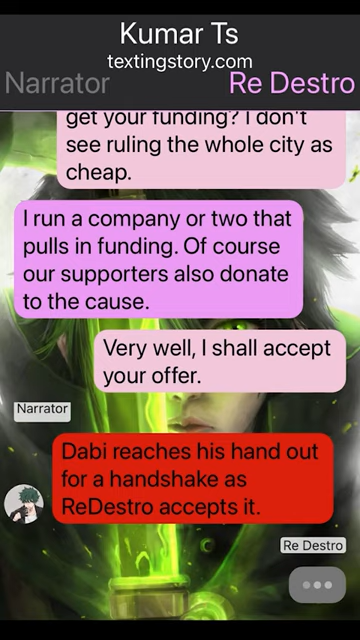 Kumar Ts
textingstory.com
Narrator
Re Destro
get your funding? I don't
see ruling the whole city as
cheap.
I run a company or two that
pulls in funding. Of course
our supporters also donate
to the cause.
Very well, I shall accept
your offer.
Narrator
Dabi reaches his hand out
for a handshake as
ReDestro accepts it.
Re Destro